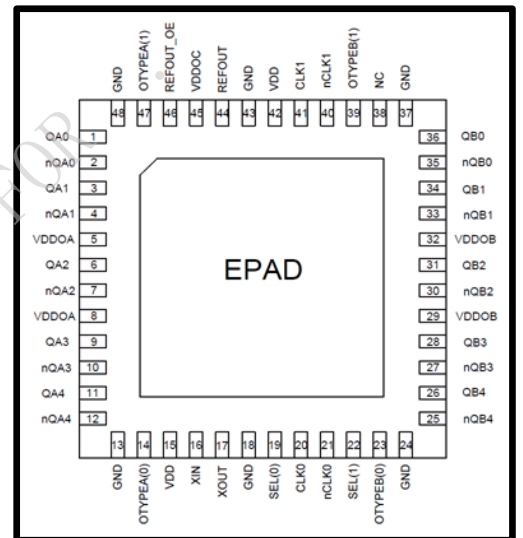 GND
OTYPEA(1)
REFOUT_OE
VDDOC
REFOUT
GND
VDD
CLK1
nCLK1
OTYPEB(1)
NC
GND
48 47 46 45 44 43 42 41 40 39 38 37
QA0 1
nQA0 2
QA1 3
nQA1 4
VDDOA 5
QA2 6
nQA2 7
VDDOA 8
QA3 9
nQA3 10
QA4 11
nQA4 12
FOR
EPAD
36 QB0
35 nQB0
34 QB1
33 nQB1
32 VDDOB
31 QB2
30 nQB2
29 VDDOB
28 QB3
27 nQB3
26 QB4
25 nQB4
13 14 15 16 17 18 19 20 21 22 23 24
GND
OTYPEA(0)
VDD
XIN
XOUT
GND
SEL(0)
CLK0
nCLK0
SEL(1)
OTYPEB(0)
GND